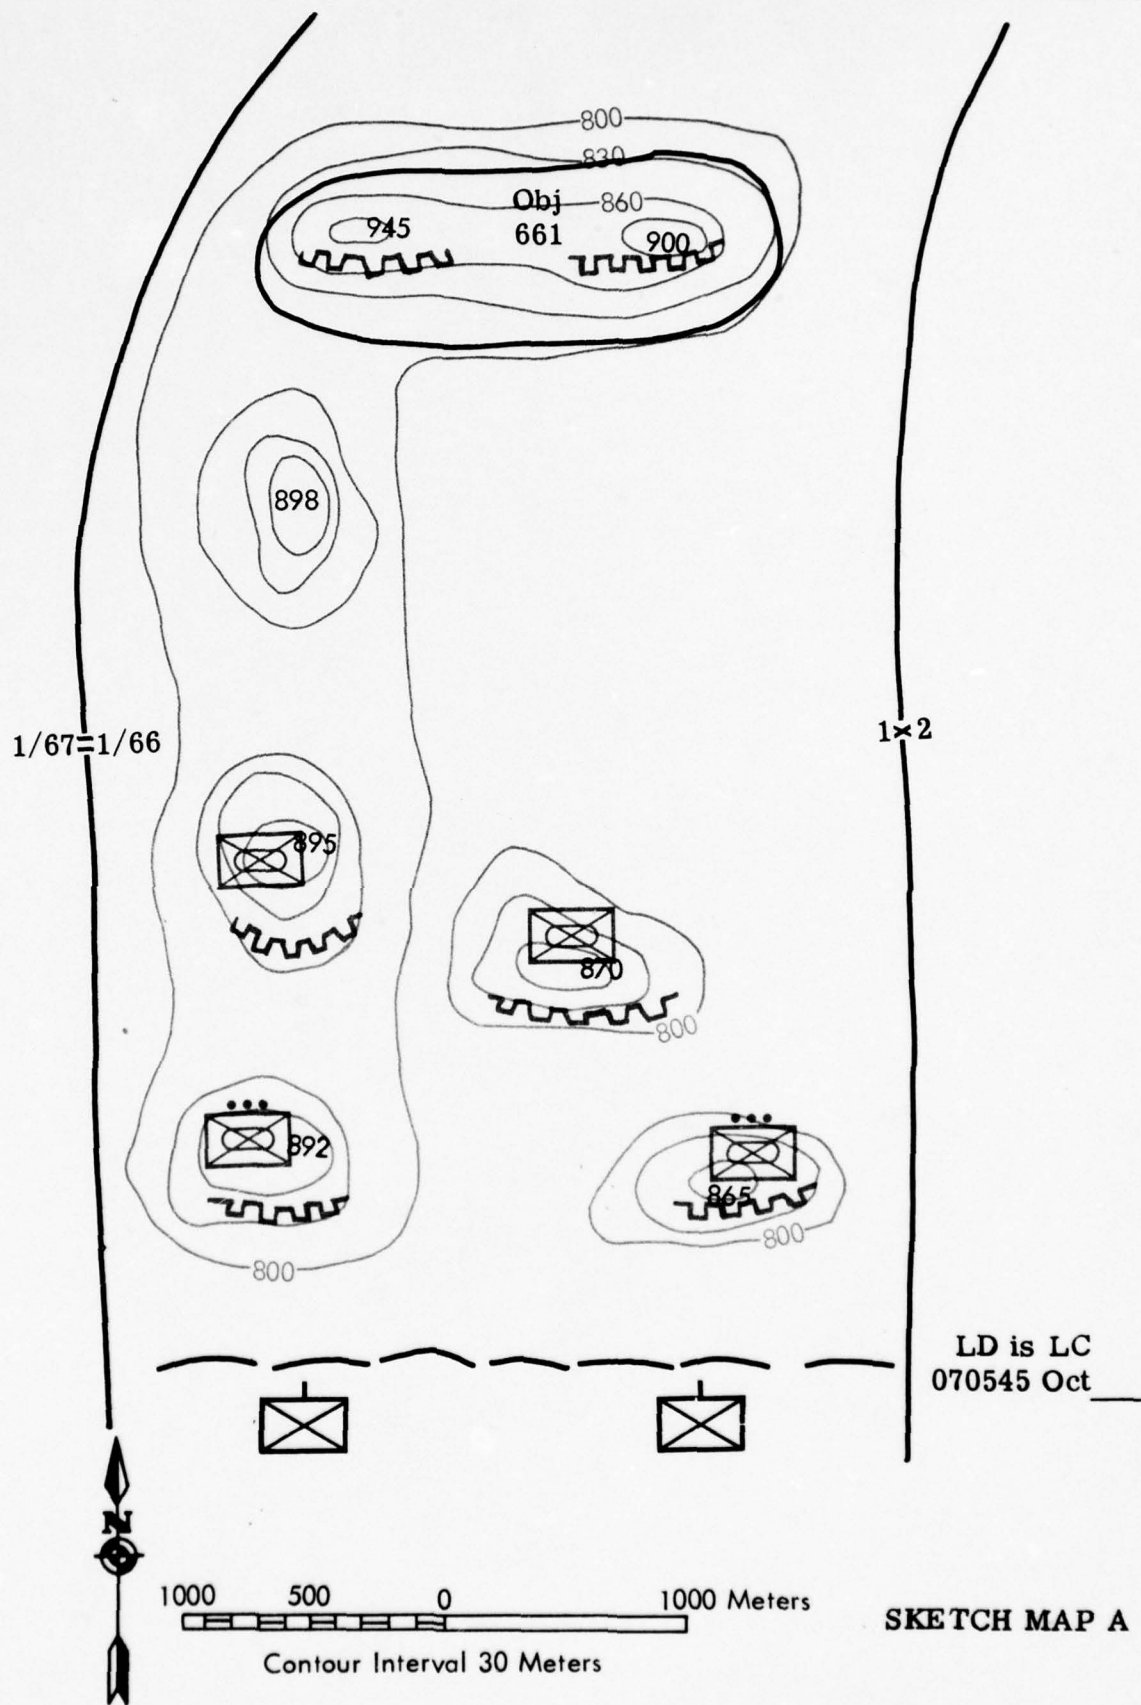 800
830
Obj
860
945
661
900
898
1/67=1/66
1×2
895
870
800
892
865
800
800
LD is LC
070545 Oct
N
1000 500 0 1000 Meters
SKETCH MAP A
Contour Interval 30 Meters